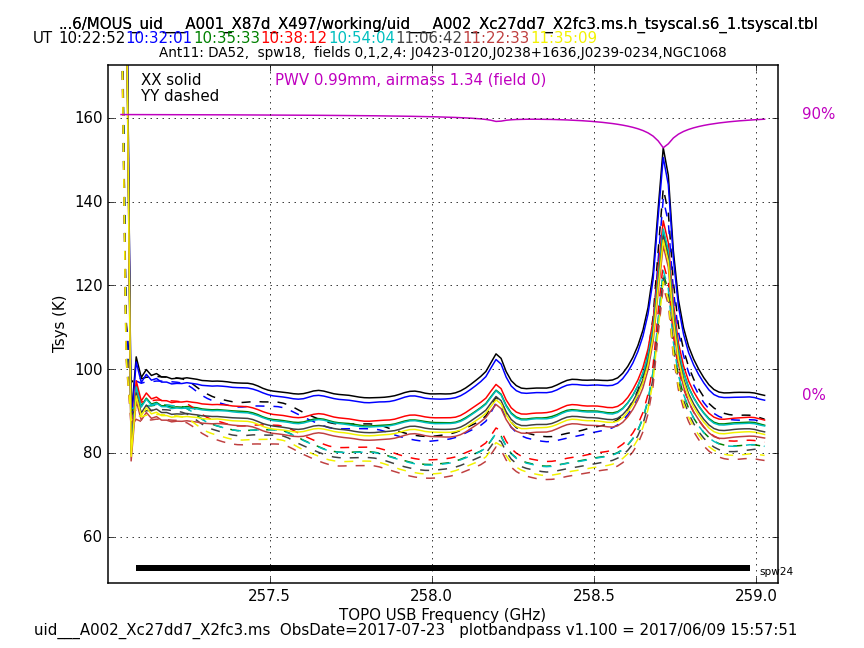 ...6/MOUS_uid___A001_X87d_X497/working/uid___A002_Xc27dd7_X2fc3.ms.h_tsyscal.s6_1.tsyscal.tbl
UT 10:22:52 10:32:01 10:35:33 10:38:12 10:54:04 11:06:42 11:22:33 11:35:09
Ant11: DA52, spw18, fields 0,1,2,4: J0423-0120,J0238+1636,J0239-0234,NGC1068
XX solid
PWV 0.99mm, airmass 1.34 (field 0)
YY dashed
160
90%
140
120
Tsys (K)
100
0%
80
60
spw24
257.5 258.0 258.5 259.0
TOPO USB Frequency (GHz)
uid___A002_Xc27dd7_X2fc3.ms ObsDate=2017-07-23 plotbandpass v1.100 = 2017/06/09 15:57:51